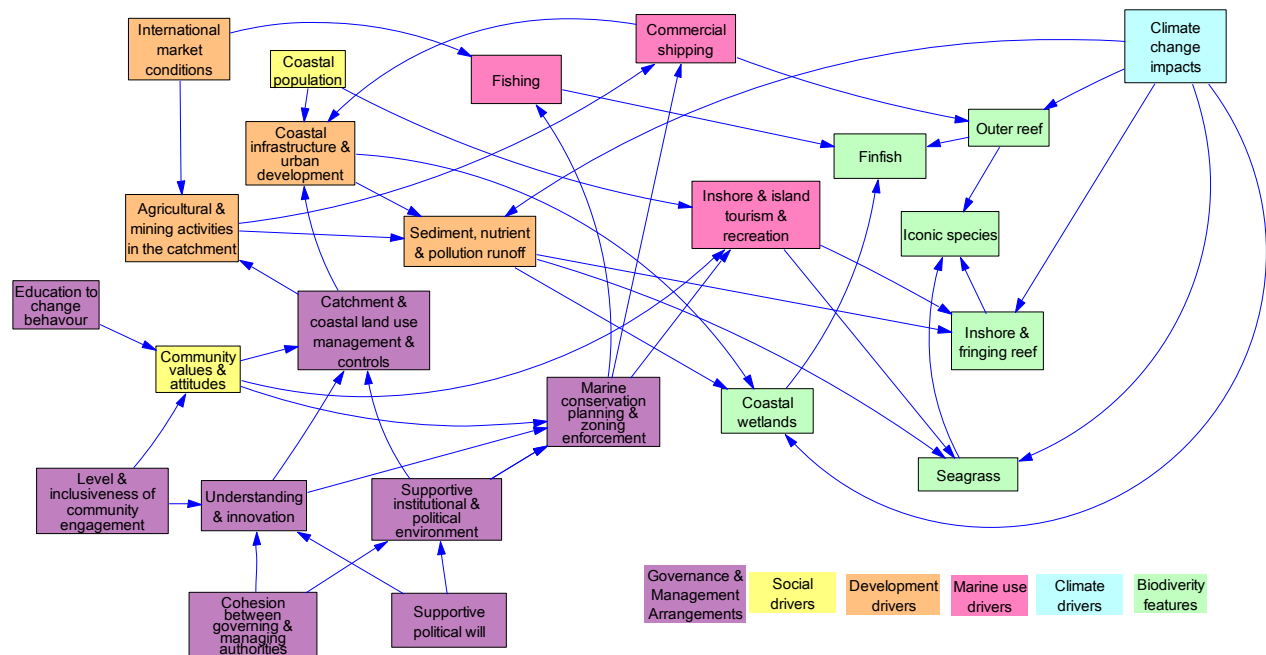 International
market
conditions
Coastal
population
Commercial
shipping
Climate
change
impacts
Fishing
Outer reef
Coastal
infrastructure &
urban
development
Finfish
Agricultural &
mining activities
in the catchment
Sediment, nutrient
& pollution runoff
Inshore & island
tourism &
recreation
Iconic species
Education to
change
behavour
Catchment &
coastal land use
management &
controls
Inshore &
fringing reef
Community
values &
attitudes
Marine
conservation
planning &
zoning
enforcement
Coastal
wetlands
Level &
inclusiveness of
community
engagement
Understanding
& innovation
Supportive
institutional &
political
environment
Seagrass
Cohesion
between
governing &
managing
authorities
Supportive
political will
Governance &
Management
Arrangements
Social
drivers
Development
drivers
Marine use
drivers
Climate
drivers
Biodiverity
features